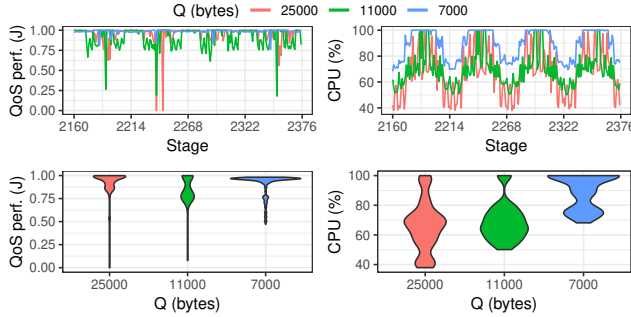 Q (bytes) 25000 11000 7000
QoS perf. (J)
1.00
0.75
0.50
0.25
0.00
2160 2214 2268 2322 2376
Stage
CPU (%)
100
80
60
40
2160 2214 2268 2322 2376
Stage
QoS perf. (J)
1.00
0.75
0.50
0.25
0.00
25000 11000 7000
Q (bytes)
CPU (%)
100
80
60
40
25000 11000 7000
Q (bytes)